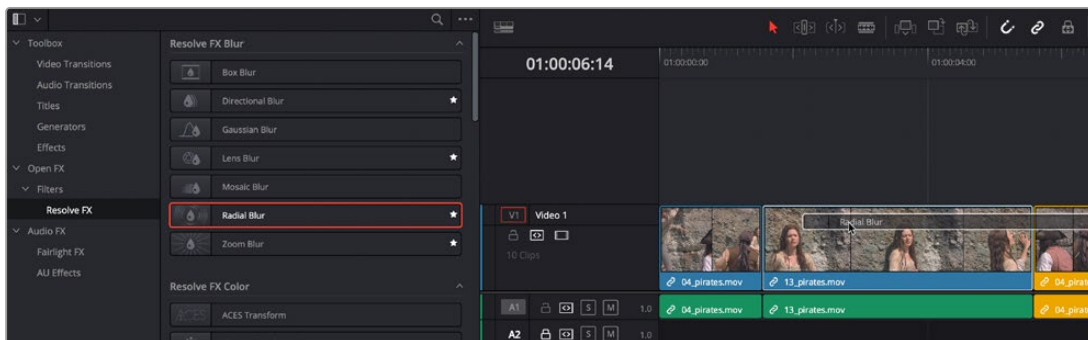 Toolbox
Video Transitions
Audio Transitions
Titles
Generators
Effects
Open FX
Filters
Resolve FX
Audio FX
Fairlight FX
AU Effects
Resolve FX Blur
Box Blur
Directional Blur
Gaussian Blur
Lens Blur
Mosaic Blur
Radial Blur
Zoom Blur
Resolve FX Color
ACES
ACES Transform
01:00:06:14
01:00:00:00
01:00:04:00
V1 Video 1
10 Clips
Radial Blur
04_pirates.mov
13_pirates.mov
04_pirat
A1 S M 1.0
04_pirates.mov
13_pirates.mov
04_pirat
A2 S M 1.0